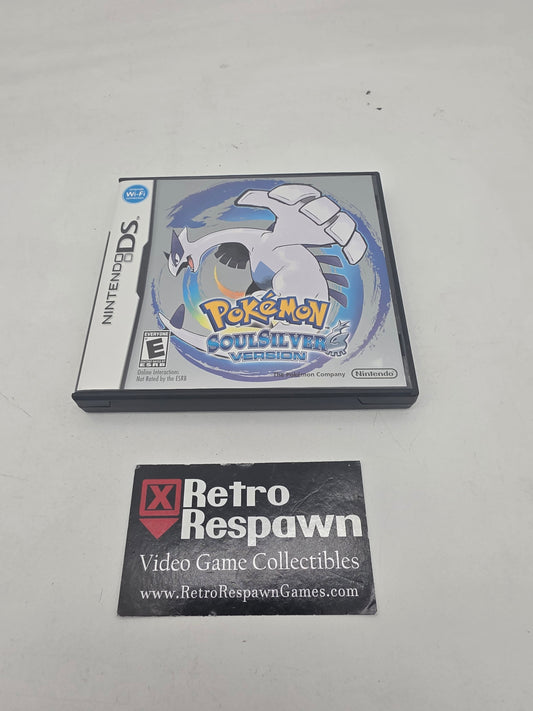 Wi-Fi
NINTENDO DS.
POKÉMON
SOULSILVER
VERSION
EVERYONE
E
ESRB
Online Interactions
Not Rated by the ESRB
The Pokémon Company
Nintendo
X Retro
Respawn
Video Game Collectibles
www.RetroRespawnGames.com